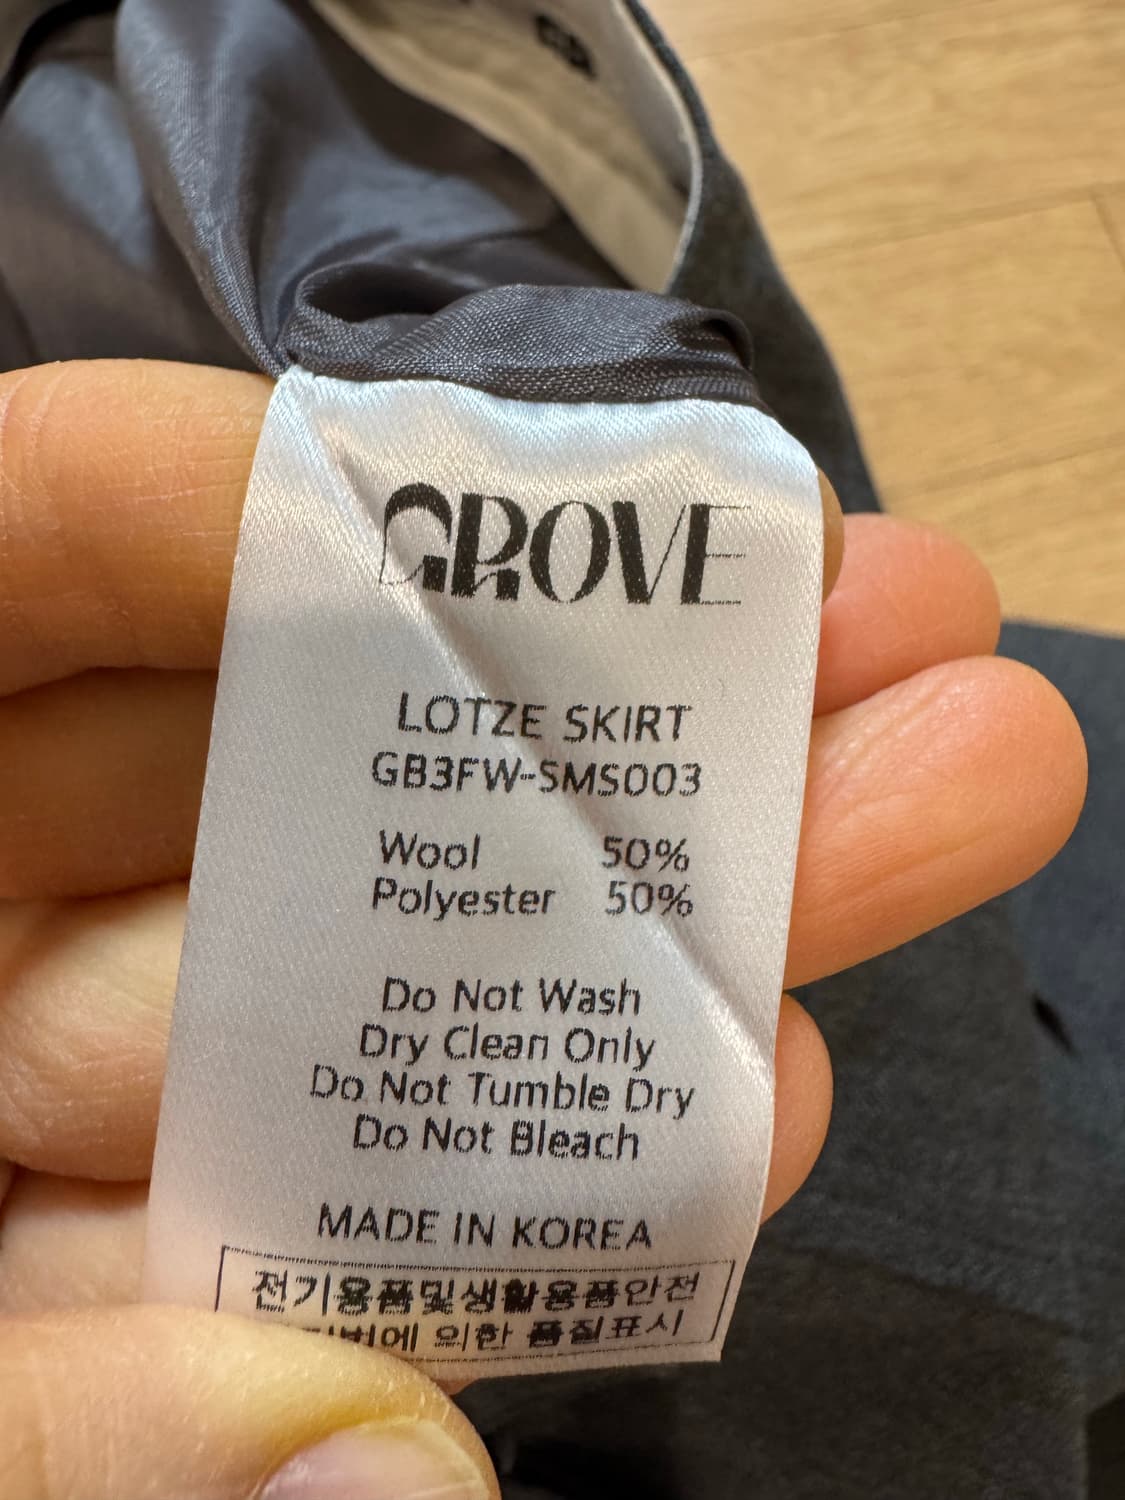 GROVE
LOTZE SKIRT
GB3FW-SMS003
Wool 50%
Polyester 50%
Do Not Wash
Dry Clean Only
Do Not Tumble Dry
Do Not Bleach
MADE IN KOREA
전기용품및생활용품안전
에 의한 품질표시